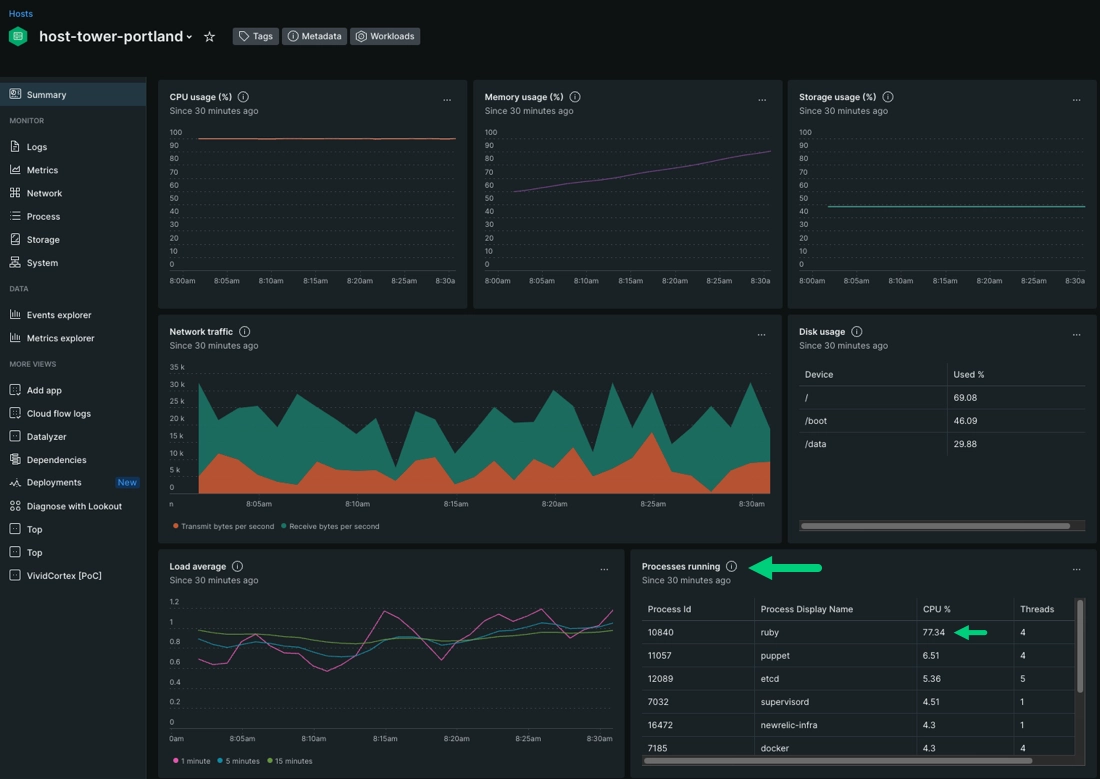 Hosts
host-tower-portland
Tags
Metadata
Workloads
Summary
MONITOR
Logs
Metrics
Network
Process
Storage
System
DATA
Events explorer
Metrics explorer
MORE VIEWS
Add app
Cloud flow logs
Datalyzer
Dependencies
Deployments New
Diagnose with Lookout
Top
Top
VividCortex [PoC]
CPU usage (%)
Since 30 minutes ago
100
90
80
70
60
50
40
30
20
10
0
8:00am 8:05am 8:10am 8:15am 8:20am 8:25am 8:30a
Memory usage (%)
Since 30 minutes ago
100
90
80
70
60
50
40
30
20
10
0
8:00am 8:05am 8:10am 8:15am 8:20am 8:25am 8:30a
Storage usage (%)
Since 30 minutes ago
100
90
80
70
60
50
40
30
20
10
0
8:00am 8:05am 8:10am 8:15am 8:20am 8:25am 8:30a
Network traffic
Since 30 minutes ago
35 k
30 k
25 k
20 k
15 k
10 k
5 k
0
n 8:05am 8:10am 8:15am 8:20am 8:25am 8:30am
Transmit bytes per second Receive bytes per second
Disk usage
Since 30 minutes ago
Device Used %
/ 69.08
/boot 46.09
/data 29.88
Load average
Since 30 minutes ago
1.2
1
0.8
0.6
0.4
0.2
0
0am 8:05am 8:10am 8:15am 8:20am 8:25am 8:30am
1 minute 5 minutes 15 minutes
Processes running
Since 30 minutes ago
Process Id Process Display Name CPU % Threads
10840 ruby 77.34 4
11057 puppet 6.51 4
12089 etcd 5.36 5
7032 supervisord 4.51 1
16472 newrelic-infra 4.3 1
7185 docker 4.3 4